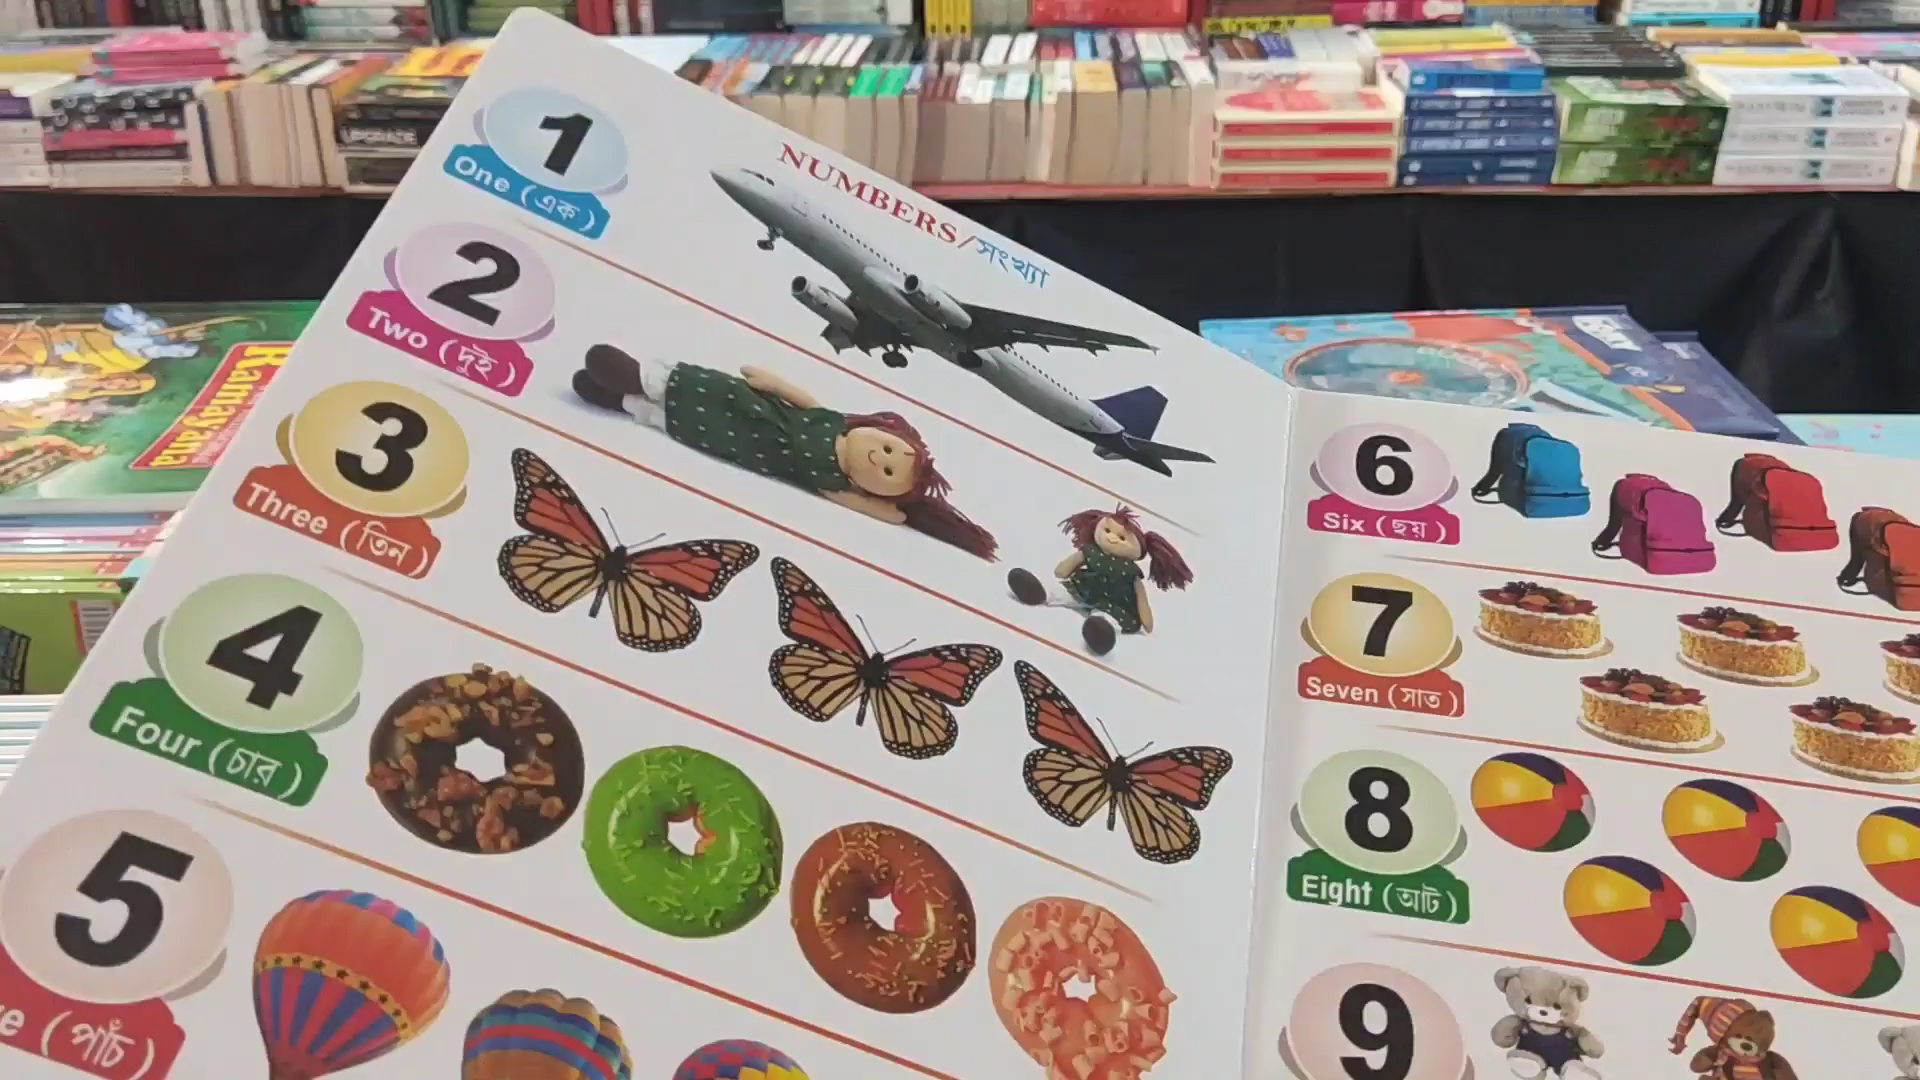 NUMBERS/সংখ্যা
1
One (এক)
2
Two (দুই)
3
Three (তিন)
4
Four (চার)
5
(পাঁচ)
6
Six (ছয়)
7
Seven (সাত)
8
Eight (আট)
9
Ramayana
UPGRADE